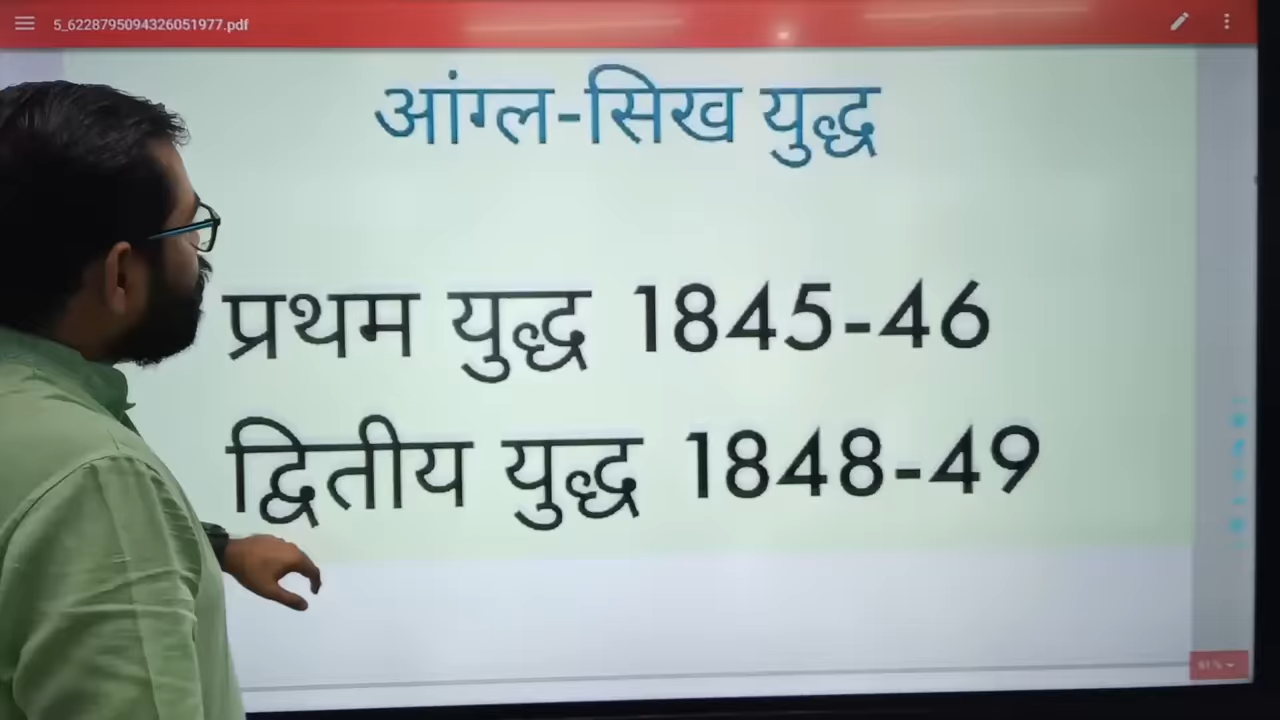 5_6228795094326051977.pdf
आंग्ल-सिख युद्ध
प्रथम युद्ध 1845-46
द्वितीय युद्ध 1848-49